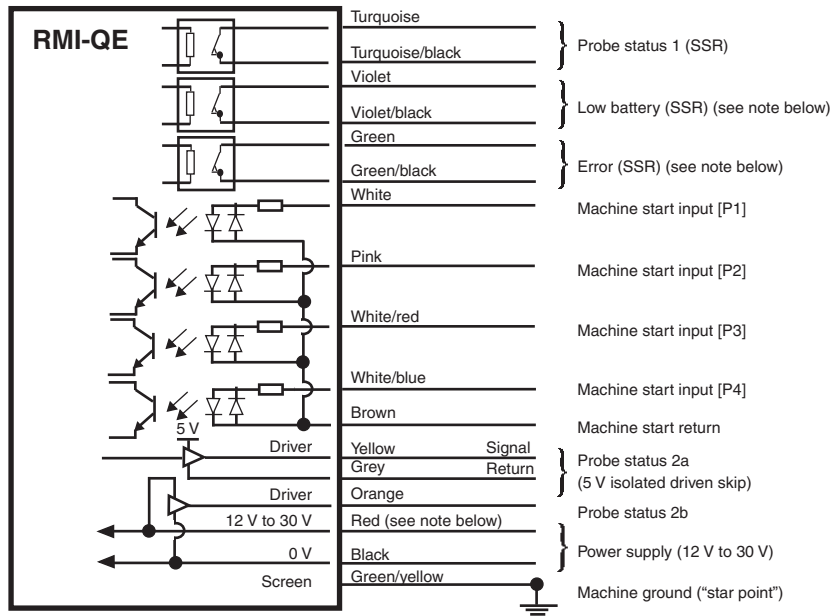 RMI-QE
Turquoise
Turquoise/black
Probe status 1 (SSR)
Violet
Violet/black
Low battery (SSR) (see note below)
Green
Green/black
Error (SSR) (see note below)
White
Machine start input [P1]
Pink
Machine start input [P2]
White/red
Machine start input [P3]
White/blue
Machine start input [P4]
Brown
Machine start return
5 V
Driver
Yellow
Signal
Grey
Return
Probe status 2a
(5 V isolated driven skip)
Driver
Orange
Probe status 2b
12 V to 30 V
Red (see note below)
0 V
Black
Power supply (12 V to 30 V)
Screen
Green/yellow
Machine ground (“star point”)